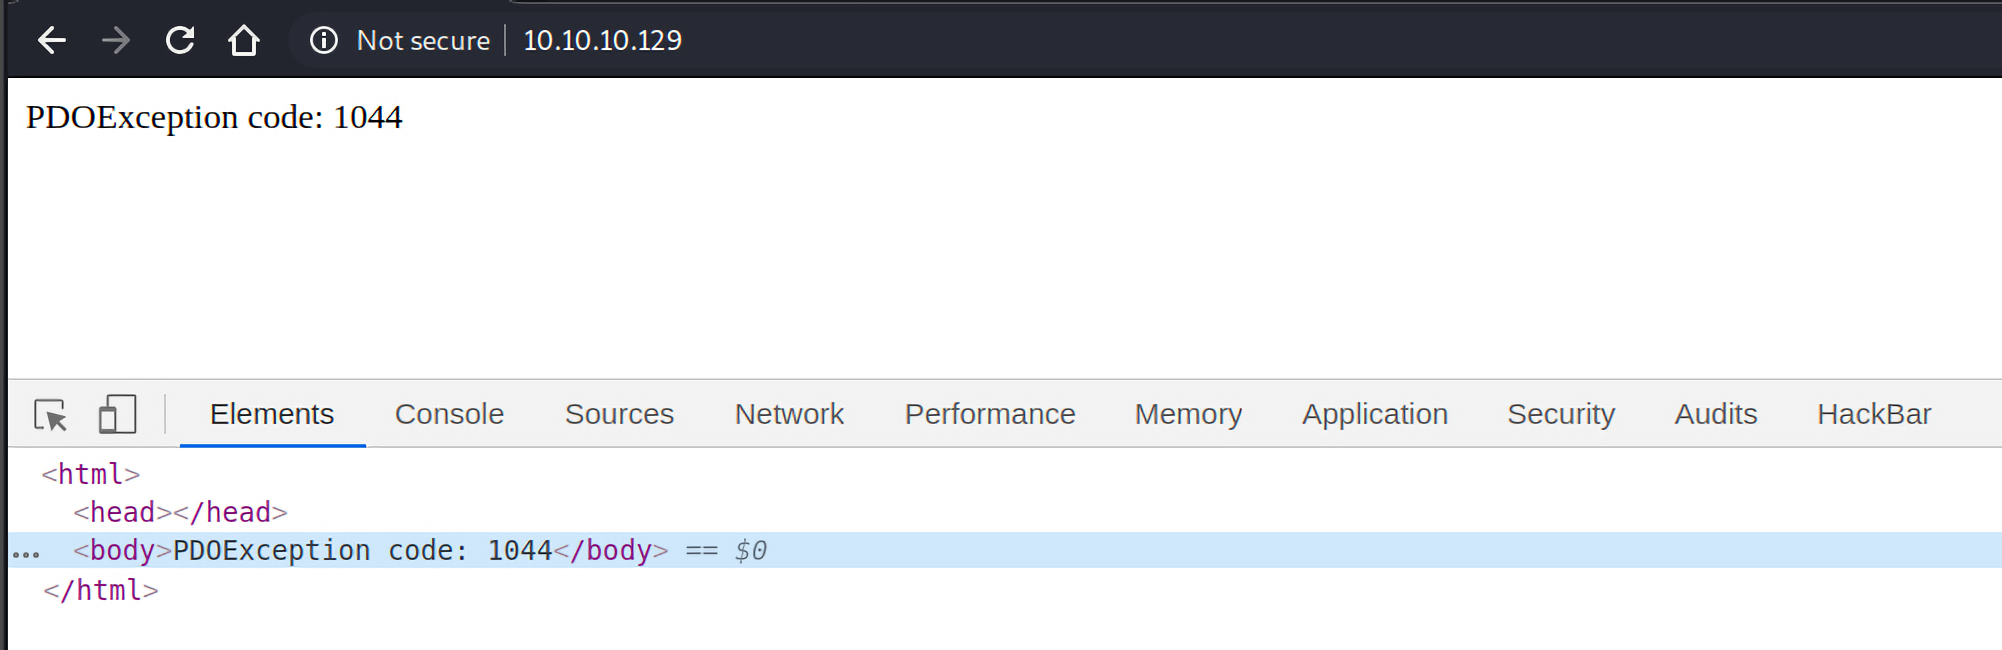 Not secure 10.10.10.129
PDOException code: 1044
Elements Console Sources Network Performance Memory Application Security Audits HackBar
<html>
<head></head>
... <body>PDOException code: 1044</body> == $0
</html>